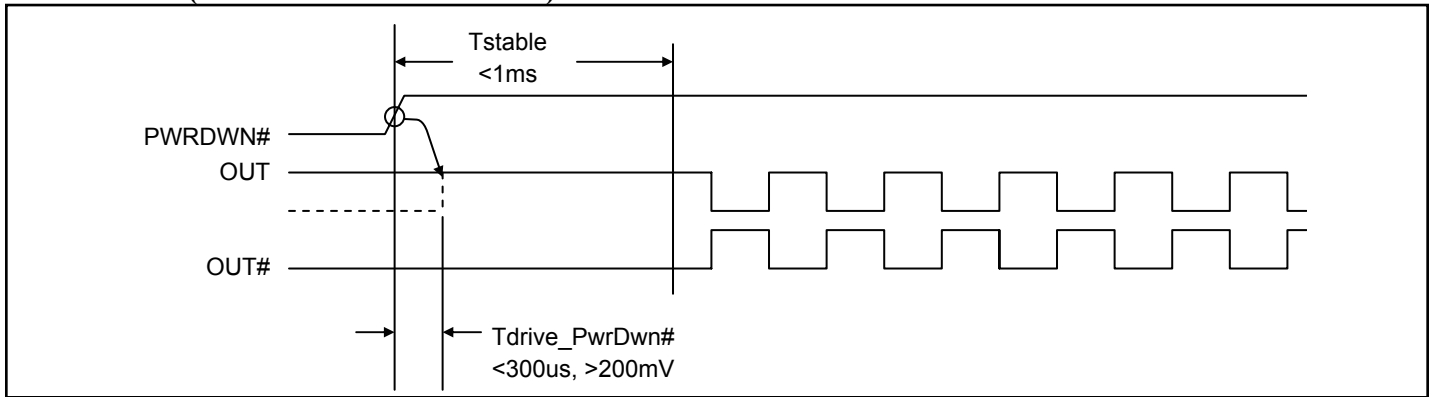 Tstable
<1ms
PWRDWN#
OUT
OUT#
Tdrive_PwrDwn#
<300us, >200mV